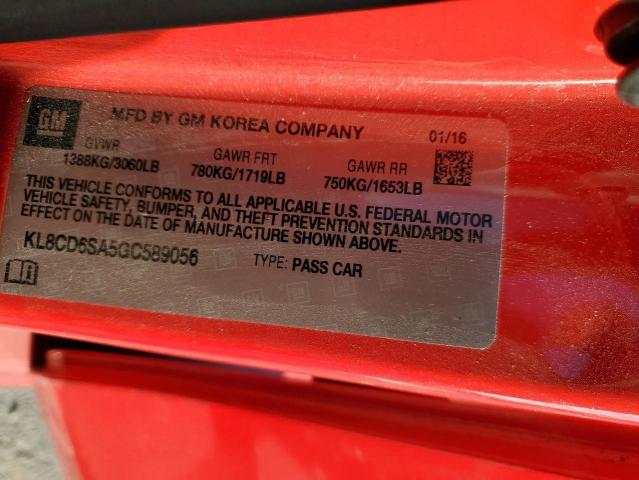 GM
MFD BY GM KOREA COMPANY 01/16
GVWR GAWR FRT GAWR RR
1388KG/3060LB 780KG/1719LB 750KG/1653LB
THIS VEHICLE CONFORMS TO ALL APPLICABLE U.S. FEDERAL MOTOR
VEHICLE SAFETY, BUMPER, AND THEFT PREVENTION STANDARDS IN
EFFECT ON THE DATE OF MANUFACTURE SHOWN ABOVE.
KL8CD6SA5GC589056 TYPE: PASS CAR